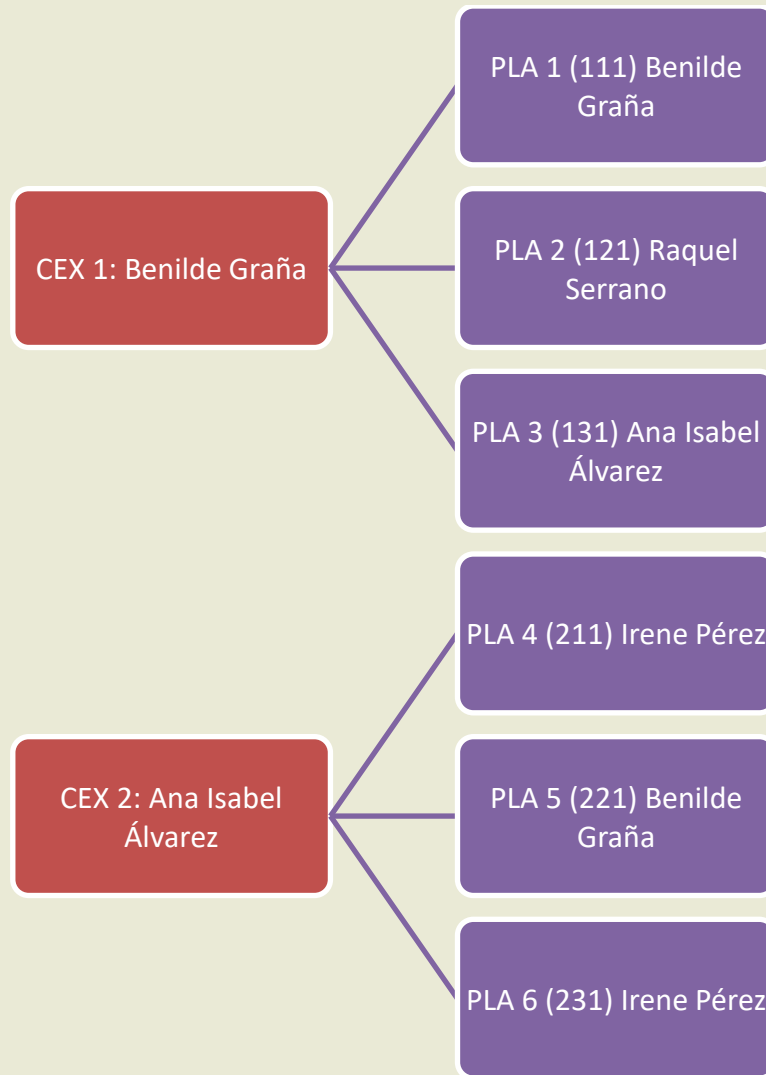 PLA 1 (111) Benilde
Graña
CEX 1: Benilde Graña
PLA 2 (121) Raquel
Serrano
PLA 3 (131) Ana Isabel
Álvarez
PLA 4 (211) Irene Pérez
CEX 2: Ana Isabel
Álvarez
PLA 5 (221) Benilde
Graña
PLA 6 (231) Irene Pérez